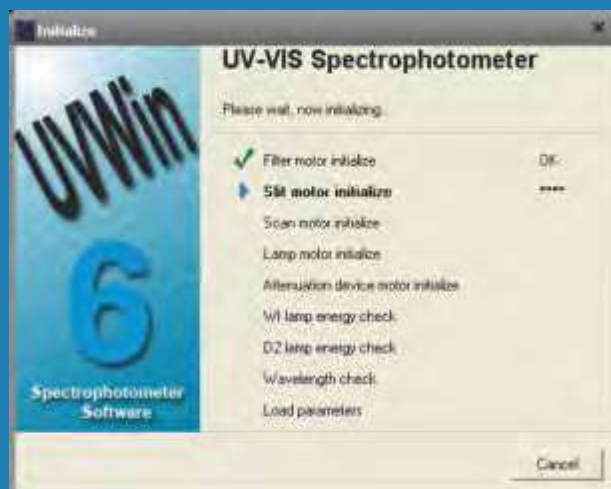 Initialize
UV-VIS Spectrophotometer
Please wait, now initializing.
Filter motor initialize OK
Slit motor initialize ****
Scan motor initialize
Lamp motor initialize
Attenuation device motor initialize
WI lamp energy check
D2 lamp energy check
Wavelength check
Load parameters
UVWin
6
Spectrophotometer
Software
Cancel